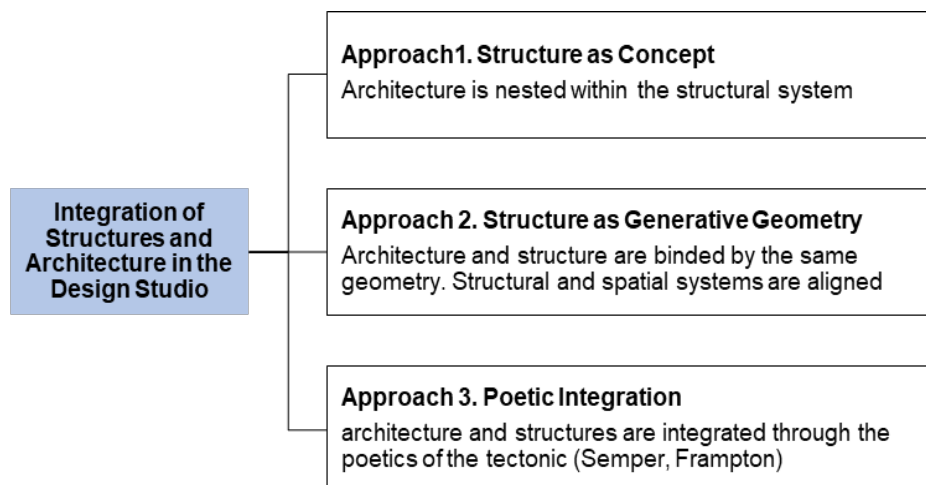 Integration of
Structures and
Architecture in the
Design Studio
Approach1. Structure as Concept
Architecture is nested within the structural system
Approach 2. Structure as Generative Geometry
Architecture and structure are binded by the same
geometry. Structural and spatial systems are aligned
Approach 3. Poetic Integration
architecture and structures are integrated through the
poetics of the tectonic (Semper, Frampton)